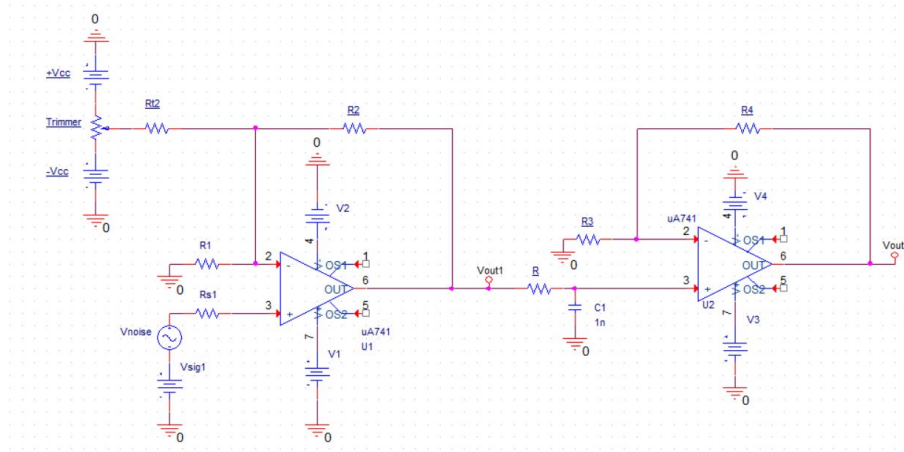 0
+Vcc
Trimmer
Rt2
R2
-Vcc
0
0
V2
4
R1
2
-
V-
OS1
1
0
Rs1
3
+
OUT
6
V+
OS2
5
uA741
U1
7
V1
0
Vnoise
Vsig1
0
Vout1
R
C1
1n
0
R4
0
V4
uA741
4
R3
0
2
-
V-
OS1
1
OUT
6
Vout
3
+
V+
OS2
5
U2
7
V3
0